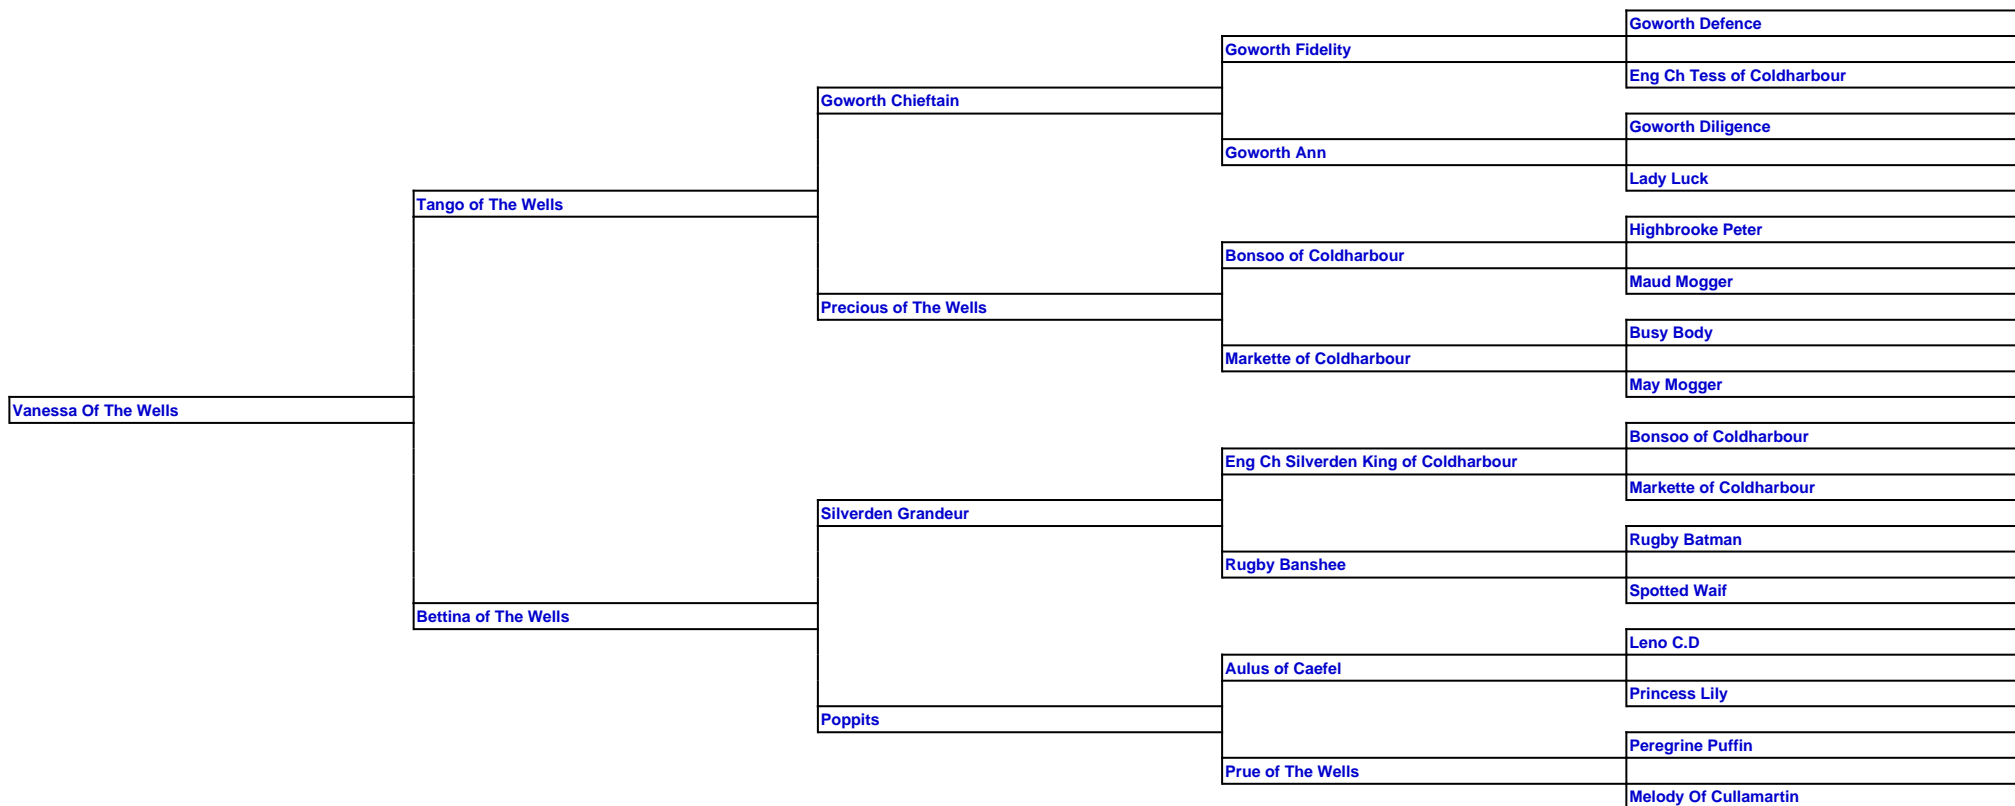 Goworth Defence
Goworth Fidelity
Eng Ch Tess of Coldharbour
Goworth Chieftain
Goworth Diligence
Goworth Ann
Lady Luck
Tango of The Wells
Highbrooke Peter
Bonsoo of Coldharbour
Maud Mogger
Precious of The Wells
Busy Body
Markette of Coldharbour
May Mogger
Vanessa Of The Wells
Bonsoo of Coldharbour
Eng Ch Silverden King of Coldharbour
Markette of Coldharbour
Silverden Grandeur
Rugby Batman
Rugby Banshee
Spotted Waif
Bettina of The Wells
Leno C.D
Aulus of Caefel
Princess Lily
Poppits
Peregrine Puffin
Prue of The Wells
Melody Of Cullamartin